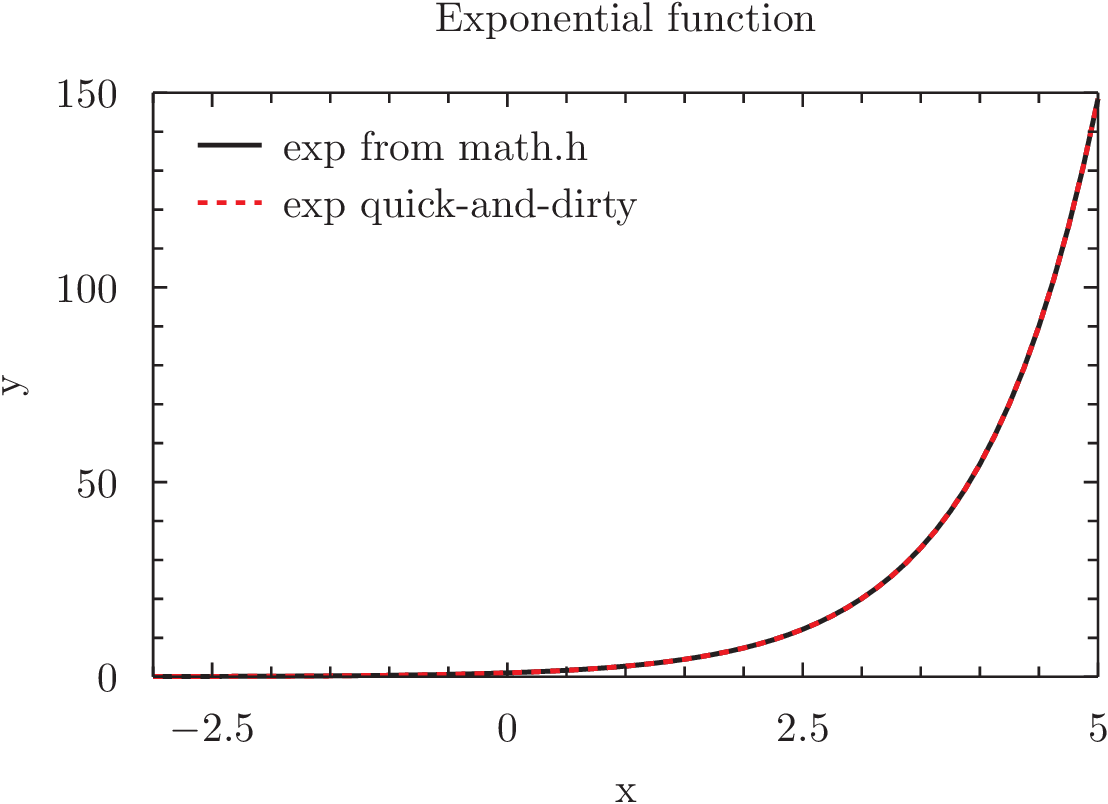 Exponential function
150
exp from math.h
exp quick-and-dirty
100
y
50
0
−2.5 0 2.5 5
x